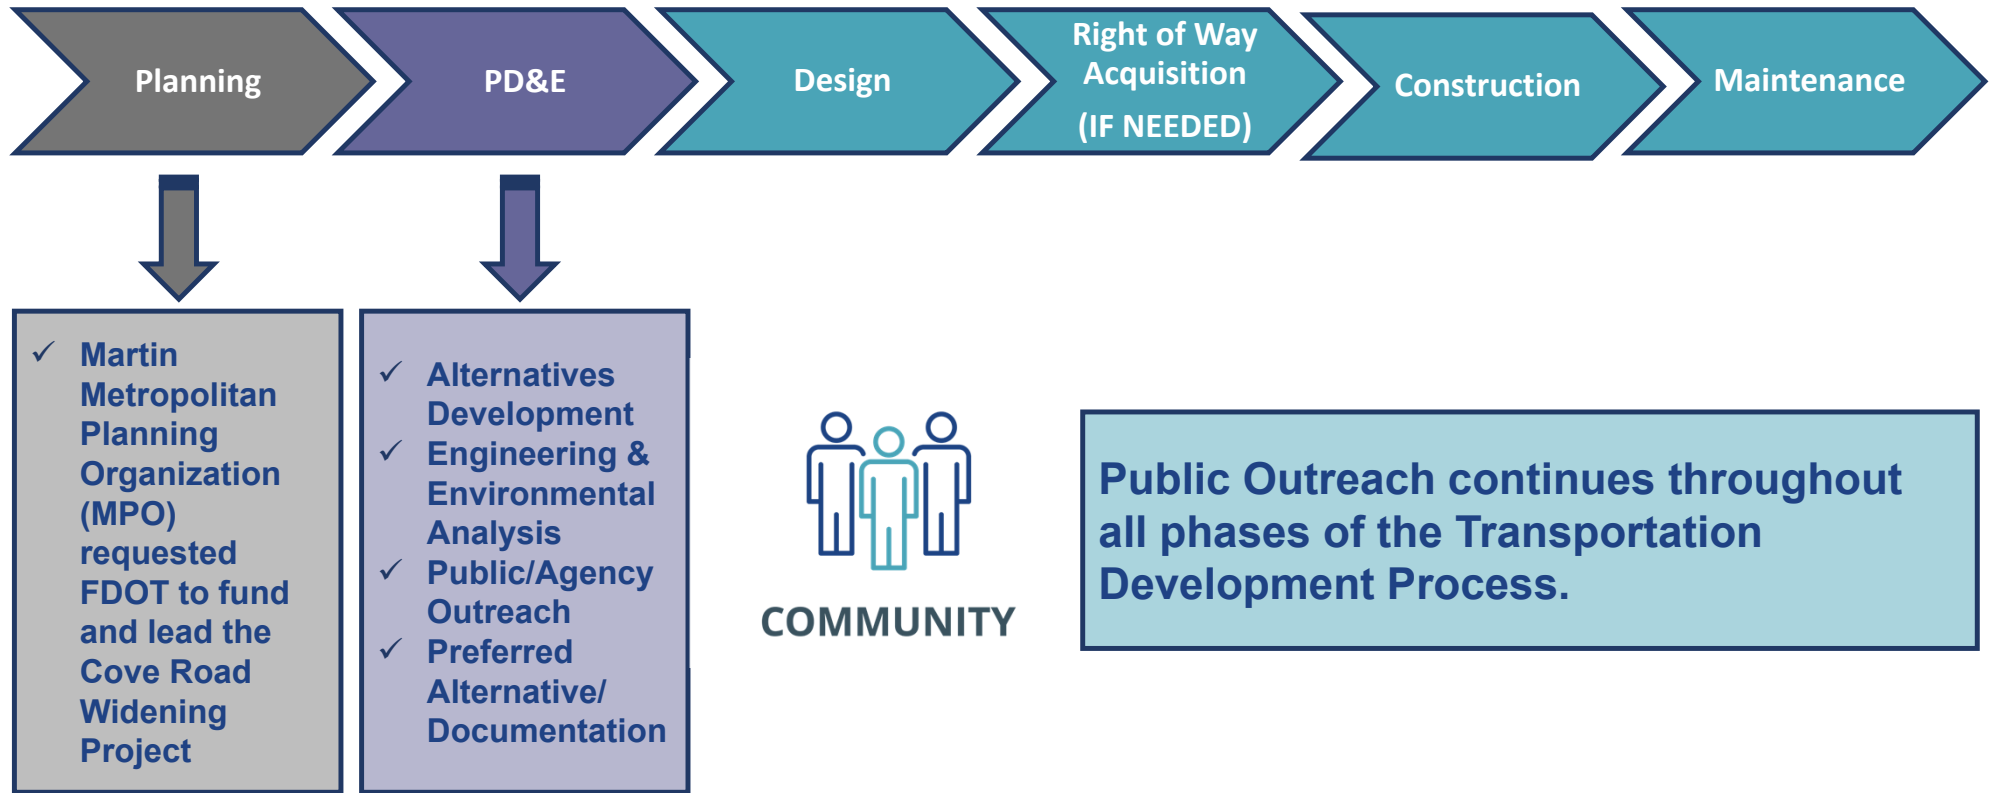 Planning
PD&E
Design
Right of Way
Acquisition
(IF NEEDED)
Construction
Maintenance
✓ Martin
Metropolitan
Planning
Organization
(MPO)
requested
FDOT to fund
and lead the
Cove Road
Widening
Project
✓ Alternatives
Development
✓ Engineering &
Environmental
Analysis
✓ Public/Agency
Outreach
✓ Preferred
Alternative/
Documentation
COMMUNITY
Public Outreach continues throughout
all phases of the Transportation
Development Process.